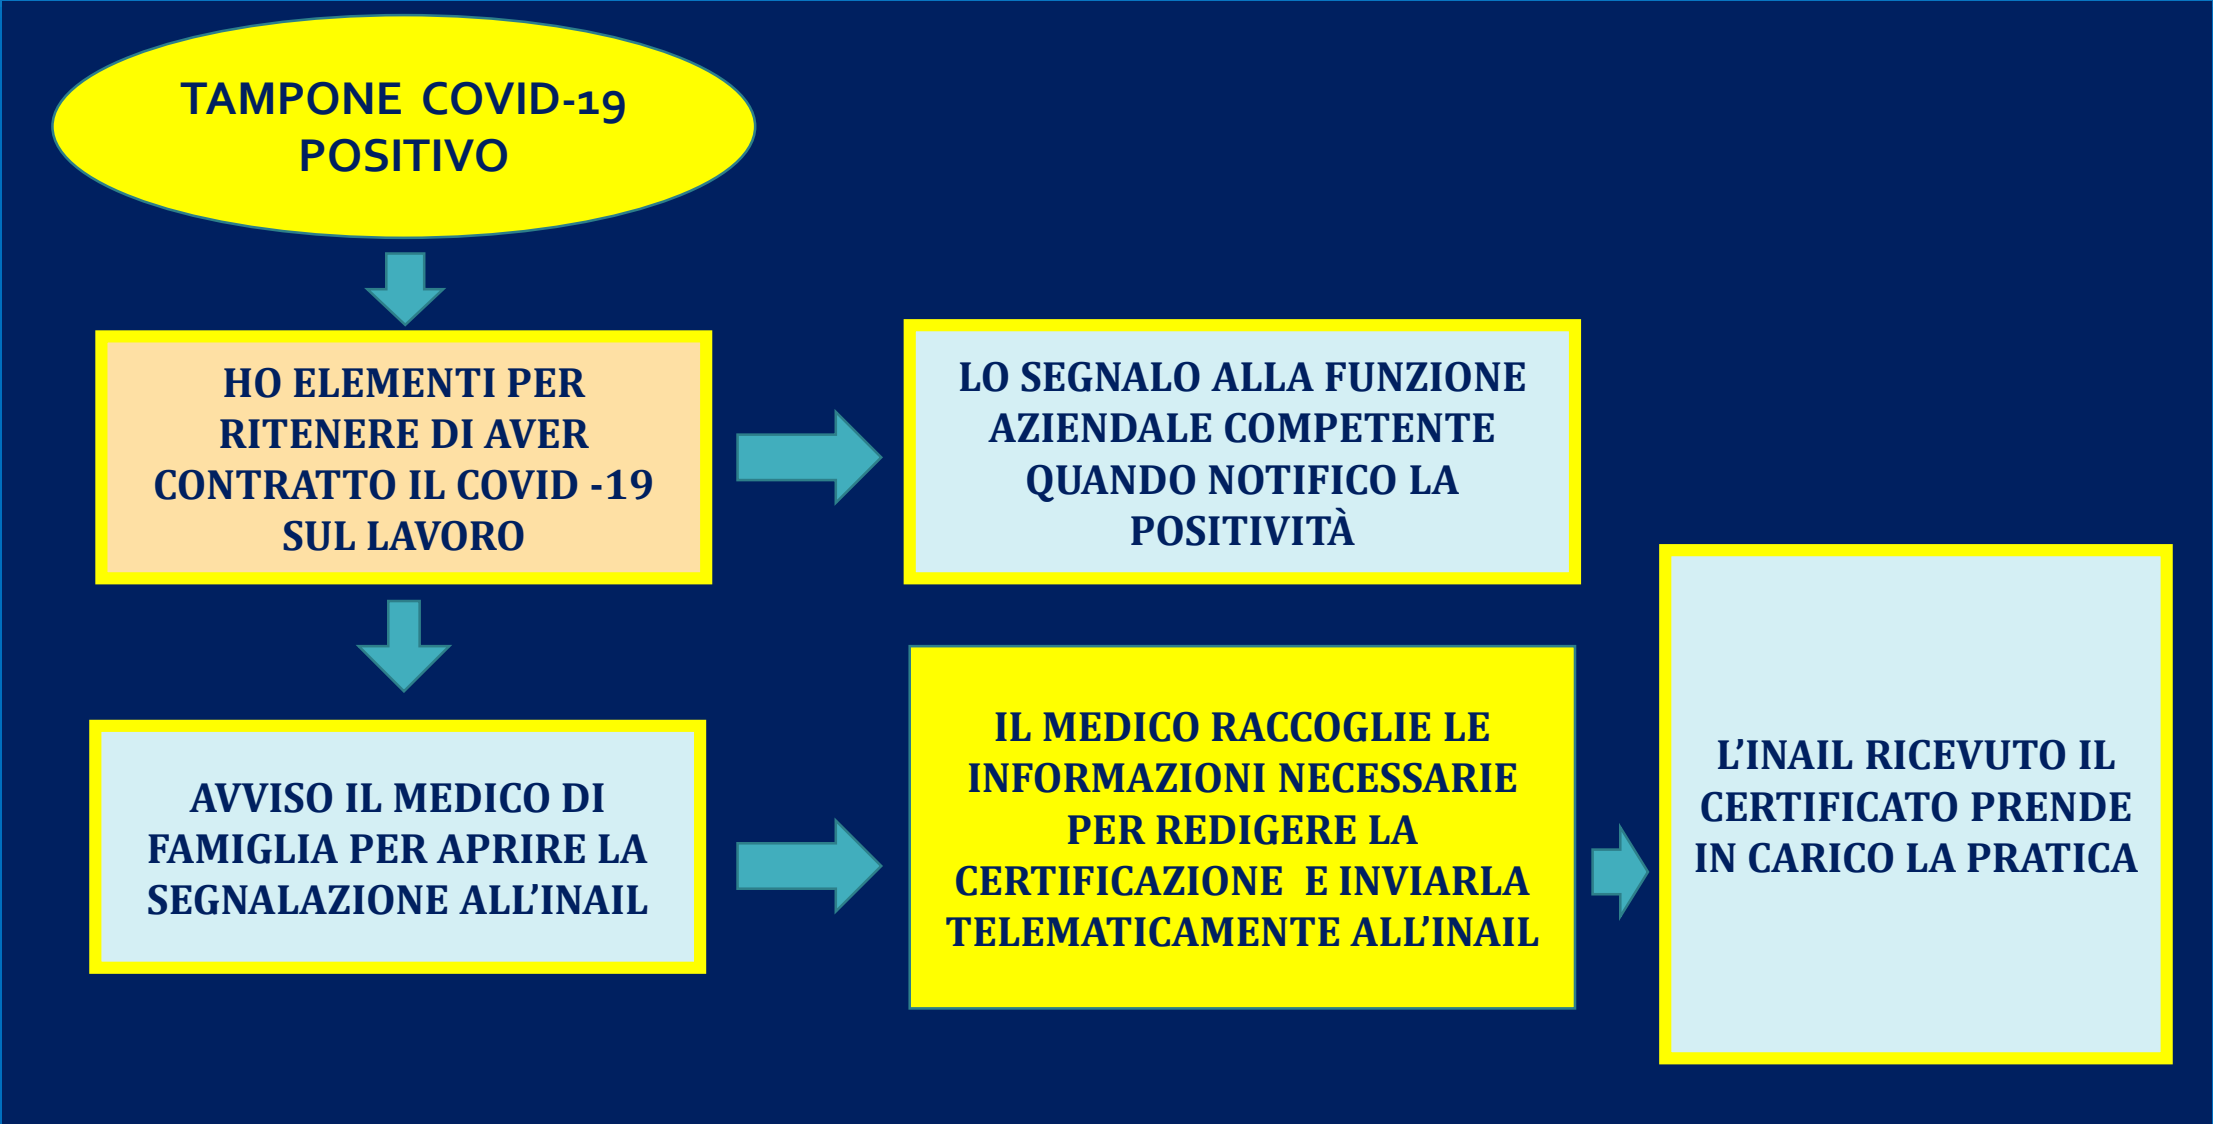 TAMPONE COVID-19
POSITIVO
HO ELEMENTI PER
RITENERE DI AVER
CONTRATTO IL COVID -19
SUL LAVORO
LO SEGNALO ALLA FUNZIONE
AZIENDALE COMPETENTE
QUANDO NOTIFICO LA
POSITIVITÀ
AVVISO IL MEDICO DI
FAMIGLIA PER APRIRE LA
SEGNALAZIONE ALL’INAIL
IL MEDICO RACCOGLIE LE
INFORMAZIONI NECESSARIE
PER REDIGERE LA
CERTIFICAZIONE E INVIARLA
TELEMATICAMENTE ALL’INAIL
L’INAIL RICEVUTO IL
CERTIFICATO PRENDE
IN CARICO LA PRATICA